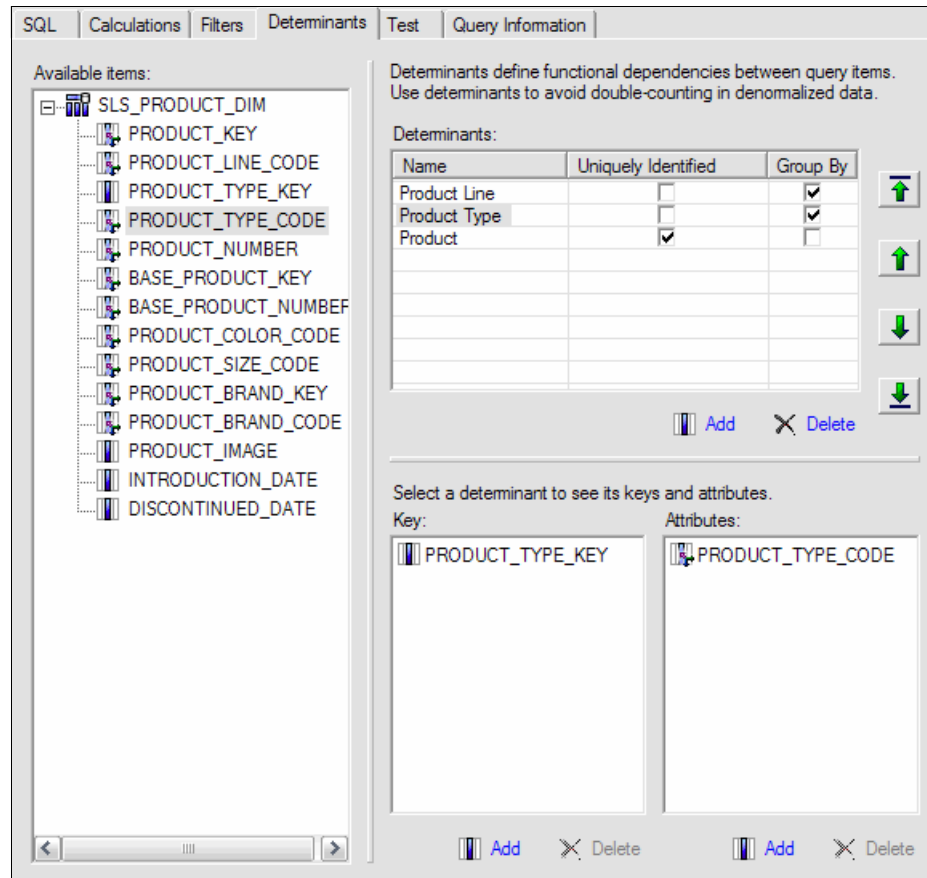 SQL Calculations Filters Determinants Test Query Information
Available items:
SLS_PRODUCT_DIM
PRODUCT_KEY
PRODUCT_LINE_CODE
PRODUCT_TYPE_KEY
PRODUCT_TYPE_CODE
PRODUCT_NUMBER
BASE_PRODUCT_KEY
BASE_PRODUCT_NUMBER
PRODUCT_COLOR_CODE
PRODUCT_SIZE_CODE
PRODUCT_BRAND_KEY
PRODUCT_BRAND_CODE
PRODUCT_IMAGE
INTRODUCTION_DATE
DISCONTINUED_DATE
Determinants define functional dependencies between query items.
Use determinants to avoid double-counting in denormalized data.
Determinants:
Name Uniquely Identified Group By
Product Line
Product Type
Product
Add Delete
Select a determinant to see its keys and attributes.
Key: Attributes:
PRODUCT_TYPE_KEY PRODUCT_TYPE_CODE
Add Delete Add Delete